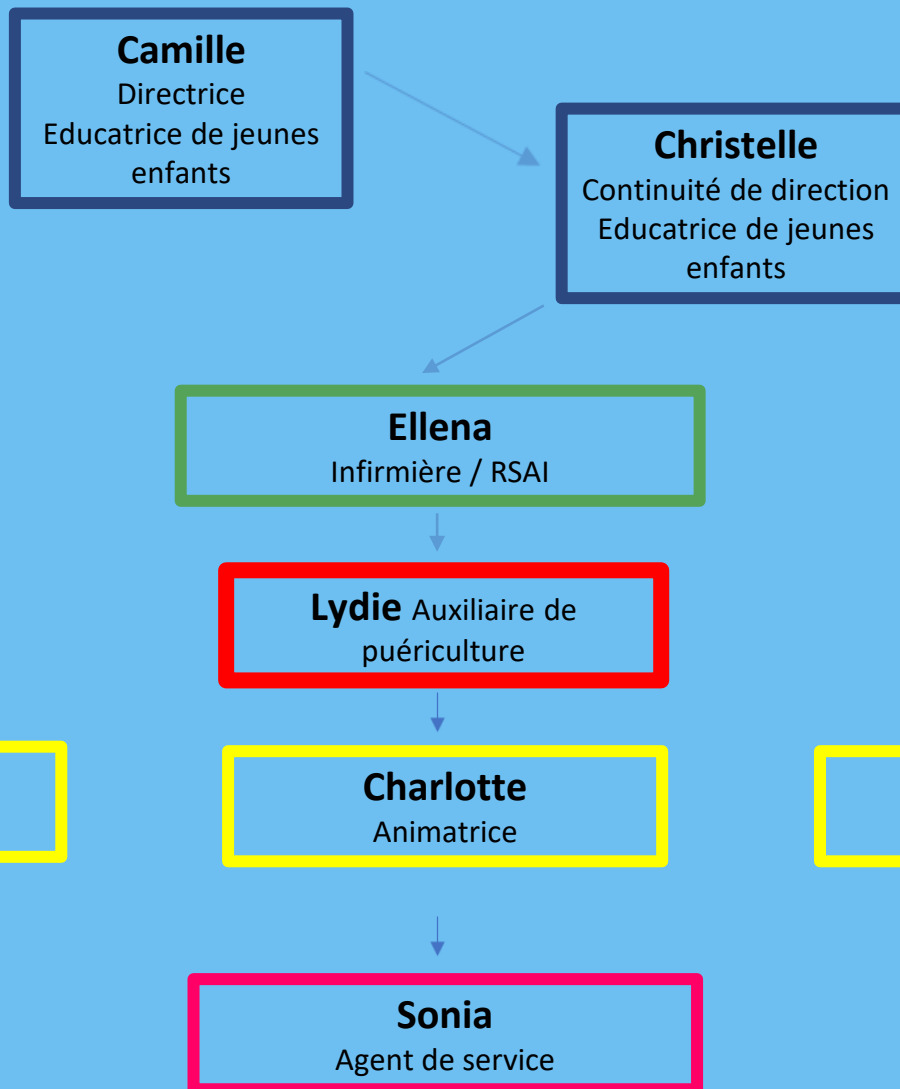 Camille
Directrice
Educatrice de jeunes
enfants
Christelle
Continuité de direction
Educatrice de jeunes
enfants
Ellena
Infirmière / RSAI
Lydie Auxiliaire de
puériculture
Charlotte
Animatrice
Sonia
Agent de service